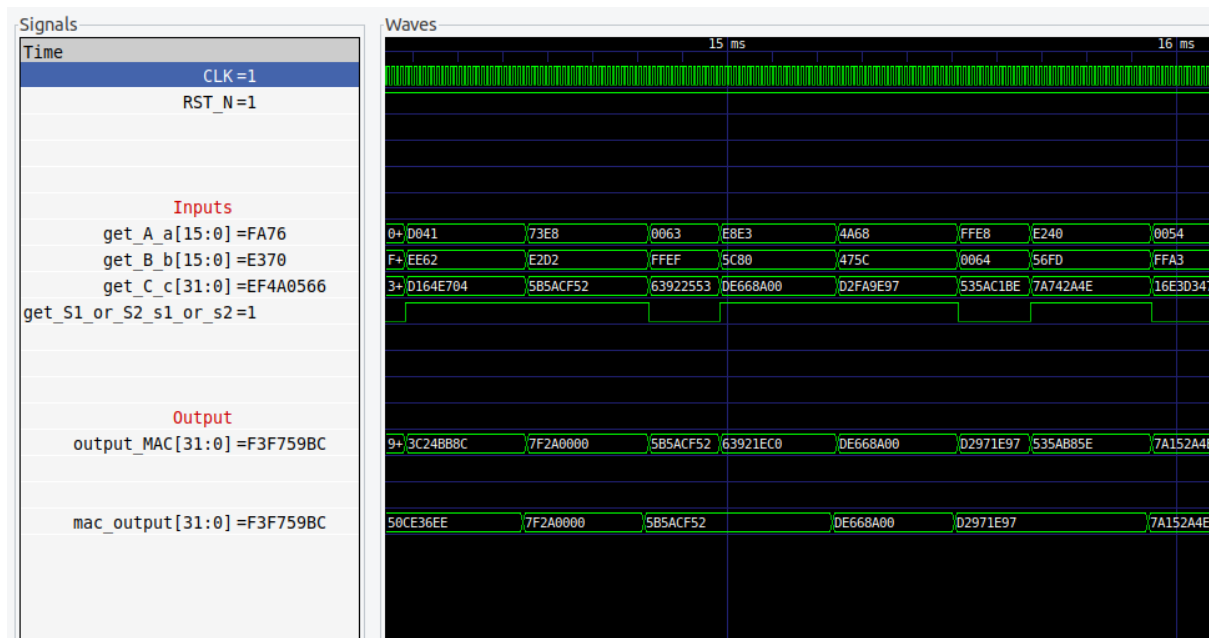 Signals
Waves
Time
15 ms 16 ms
CLK=1
RST_N=1
Inputs
get_A_a[15:0]=FA76 0+ D041 73E8 0063 E8E3 4A68 FFE8 E240 0054
get_B_b[15:0]=E370 F+ EE62 E2D2 FFEF 5C80 475C 0064 56FD FFA3
get_C_c[31:0]=EF4A0566 3+ D164E704 5B5ACF52 63922553 DE668A00 D2FA9E97 535AC1BE 7A742A4E 16E3D347
get_S1_or_S2_s1_or_s2=1
Output
output_MAC[31:0]=F3F759BC 9+ 3C24BB8C 7F2A0000 5B5ACF52 63921EC0 DE668A00 D2971E97 535AB85E 7A152A4E
mac_output[31:0]=F3F759BC 50CE36EE 7F2A0000 5B5ACF52 DE668A00 D2971E97 7A152A4E